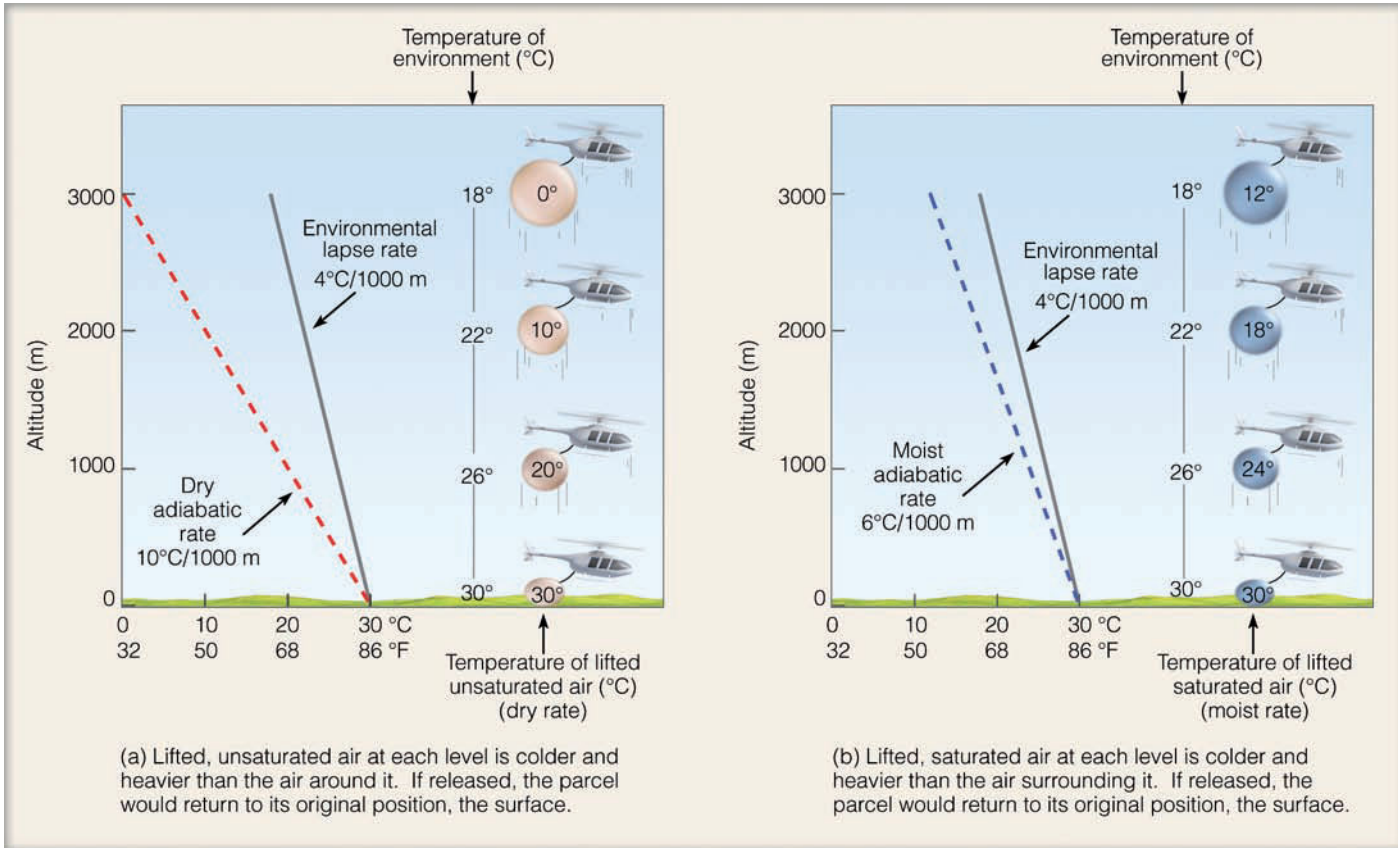 Temperature of
environment (°C)
3000
2000
1000
0
Altitude (m)
Environmental
lapse rate
4°C/1000 m
Dry
adiabatic
rate
10°C/1000 m
18°
22°
26°
30°
0°
10°
20°
30°
0 10 20 30 °C
32 50 68 86 °F
Temperature of lifted
unsaturated air (°C)
(dry rate)
(a) Lifted, unsaturated air at each level is colder and
heavier than the air around it. If released, the parcel
would return to its original position, the surface.
Temperature of
environment (°C)
3000
2000
1000
0
Altitude (m)
Environmental
lapse rate
4°C/1000 m
Moist
adiabatic
rate
6°C/1000 m
18°
22°
26°
30°
12°
18°
24°
30°
0 10 20 30 °C
32 50 68 86 °F
Temperature of lifted
saturated air (°C)
(moist rate)
(b) Lifted, saturated air at each level is colder and
heavier than the air surrounding it. If released, the
parcel would return to its original position, the surface.